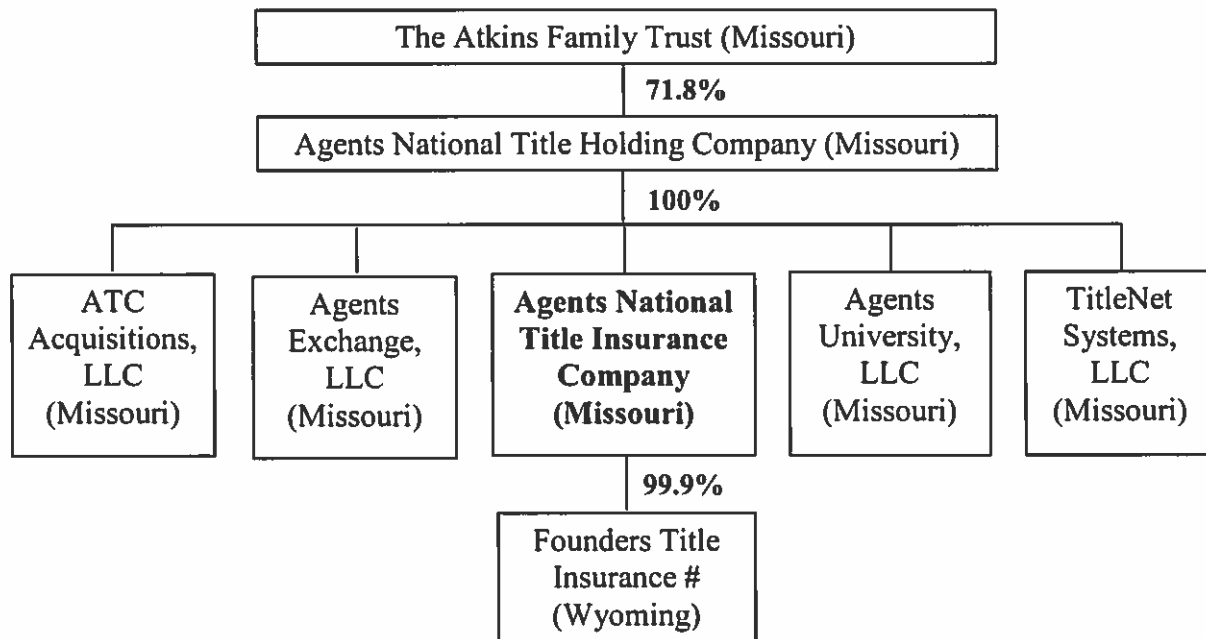 The Atkins Family Trust (Missouri)
71.8%
Agents National Title Holding Company (Missouri)
100%
ATC
Acquisitions,
LLC
(Missouri)
Agents
Exchange,
LLC
(Missouri)
Agents National
Title Insurance
Company
(Missouri)
Agents
University,
LLC
(Missouri)
TitleNet
Systems,
LLC
(Missouri)
99.9%
Founders Title
Insurance #
(Wyoming)